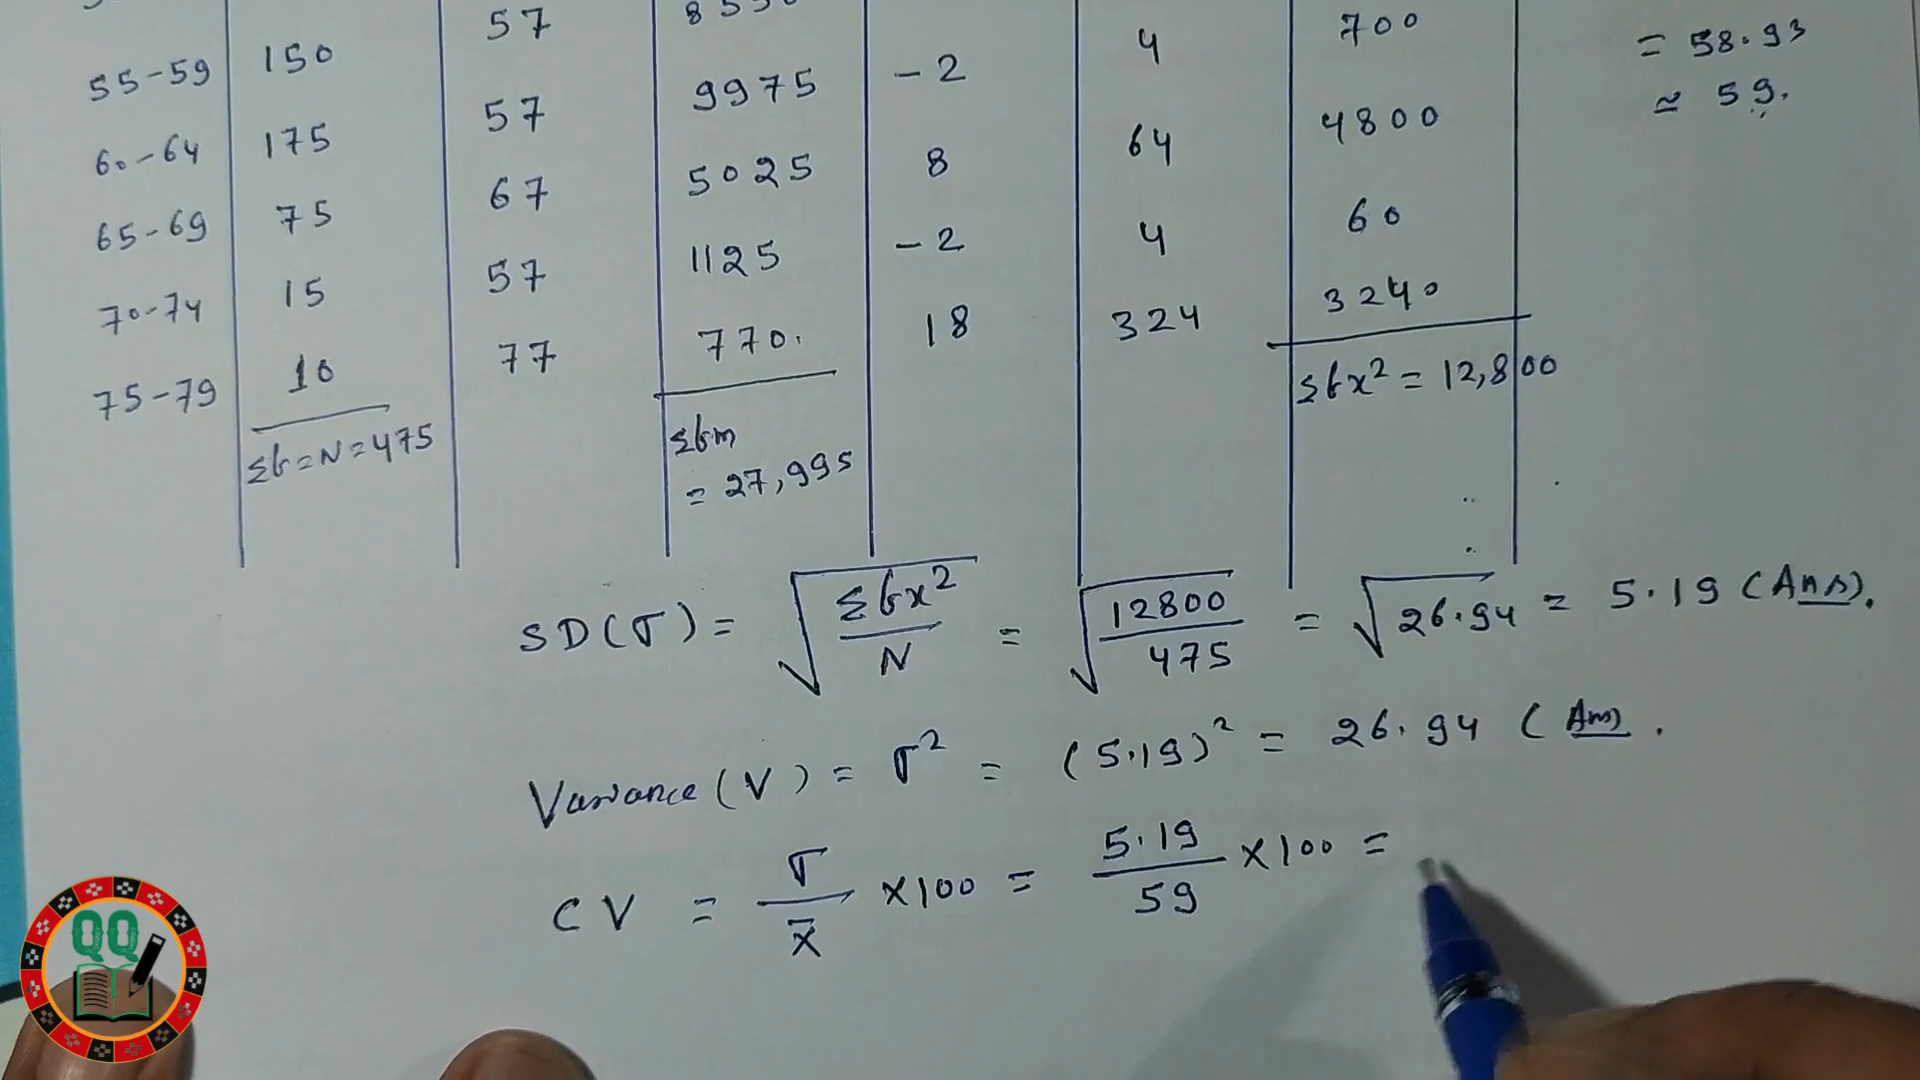 57 700 = 58.93
55-59 150 9975 -2 4 ≈ 59.
60-64 175 57 5025 8 64 4800
65-69 75 67 1125 -2 4 60
70-74 15 57 770. 18 324 3240
75-79 10 77 Σfx² = 12,800
Σf=N=475 Σfm
= 27,995
SD(σ) = √(Σfx²/N) = √(12800/475) = √26.94 = 5.19 (Ans).
Variance (V) = σ² = (5.19)² = 26.94 (Ans).
CV = σ/x̄ ×100 = 5.19/59 ×100 =
QQ